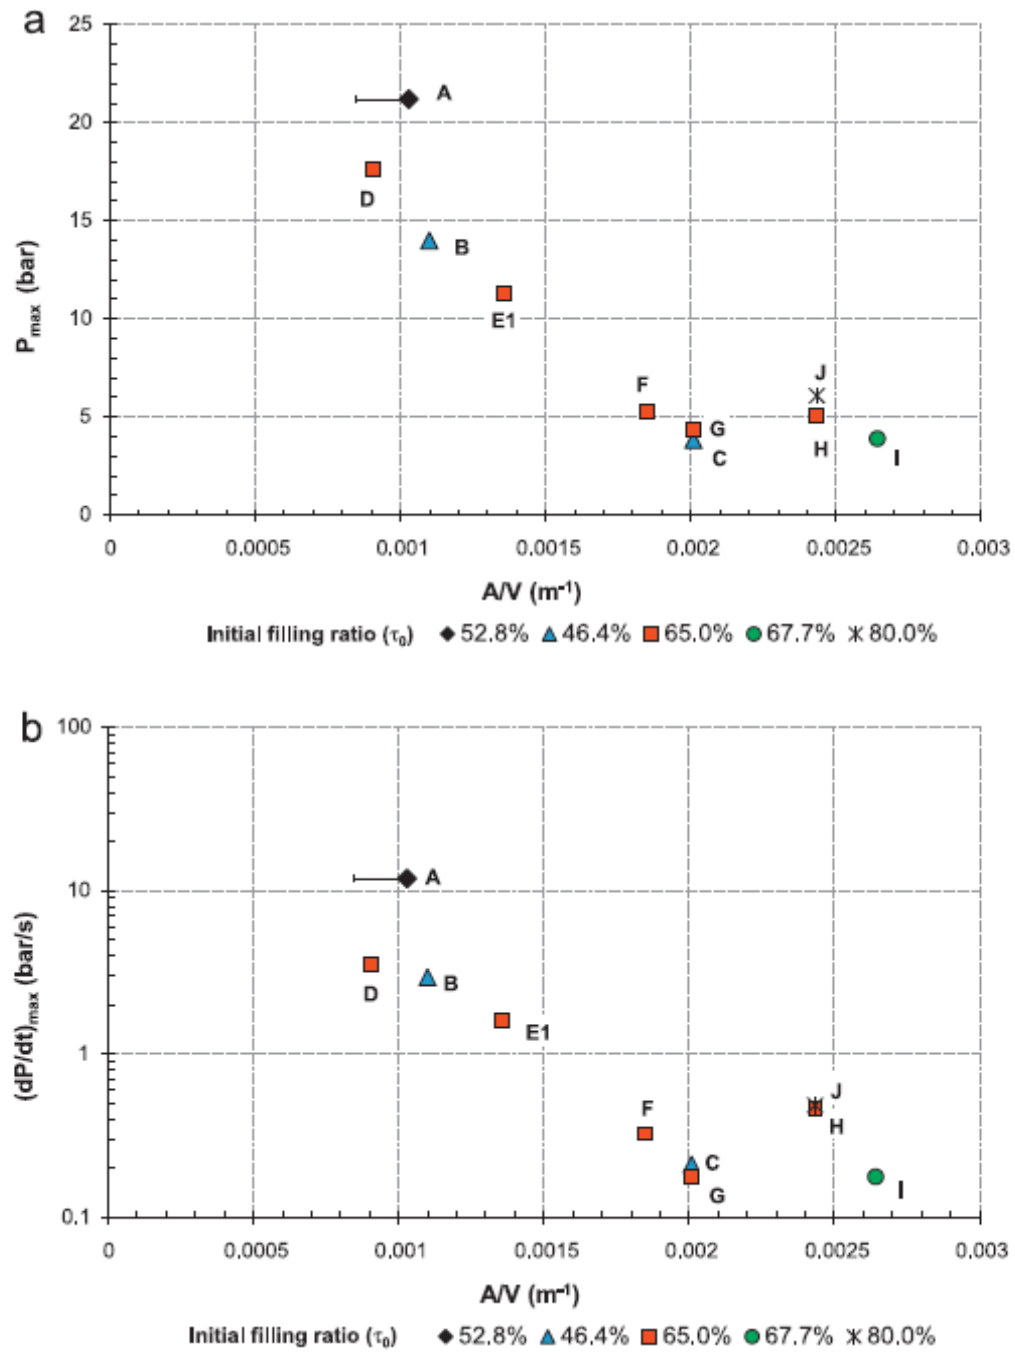 a
25
20
15
10
5
0
P_max (bar)
A
D
B
E1
F
G
C
J
H
I
0 0.0005 0.001 0.0015 0.002 0.0025 0.003
A/V (m⁻¹)
Initial filling ratio (τ₀) 52.8% 46.4% 65.0% 67.7% 80.0%
b
100
10
1
0.1
(dP/dt)_max (bar/s)
A
D
B
E1
F
C
G
J
H
I
0 0.0005 0.001 0.0015 0.002 0.0025 0.003
A/V (m⁻¹)
Initial filling ratio (τ₀) 52.8% 46.4% 65.0% 67.7% 80.0%